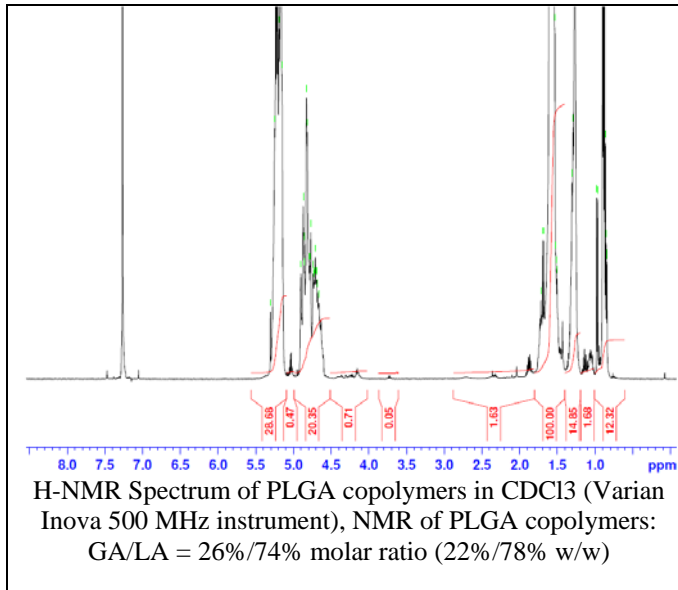 28.68
0.47
20.35
0.71
0.05
1.63
100.00
14.85
1.68
12.32
8.0 7.5 7.0 6.5 6.0 5.5 5.0 4.5 4.0 3.5 3.0 2.5 2.0 1.5 1.0 ppm
H-NMR Spectrum of PLGA copolymers in CDCl3 (Varian
Inova 500 MHz instrument), NMR of PLGA copolymers:
GA/LA = 26%/74% molar ratio (22%/78% w/w)